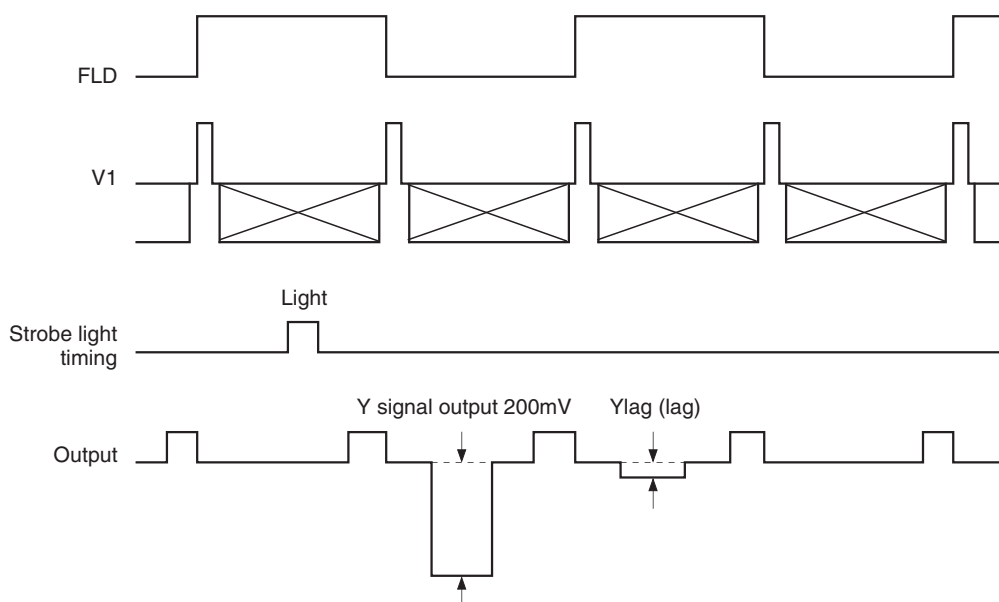 FLD
V1
Light
Strobe light
timing
Y signal output 200mV
Ylag (lag)
Output